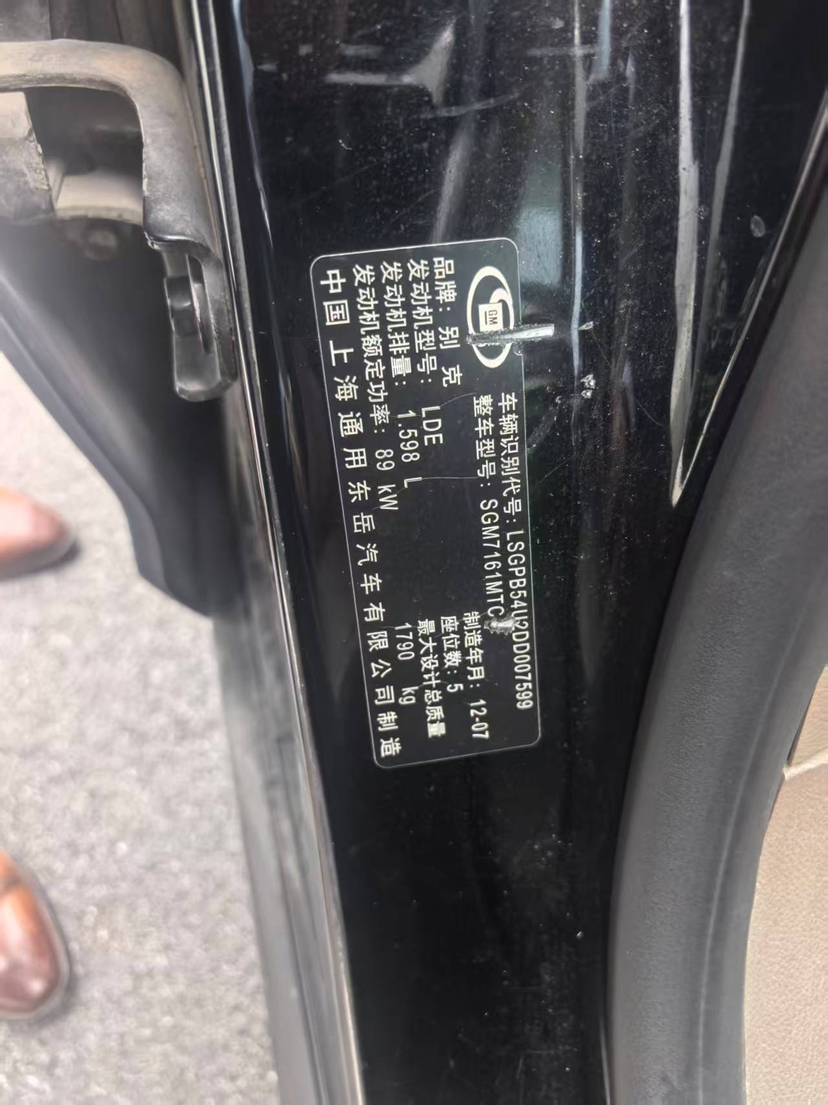 GM
车辆识别代号: LSGPB54U2DD007599
整车型号: SGM7161MTC
品牌: 别 克 制造年月: 12-07
发动机型号: LDE 座位数: 5
发动机排量: 1.598 L 最大设计总质量
发动机额定功率: 89 kW 1790 kg
中国上海通用东岳汽车有限公司制造